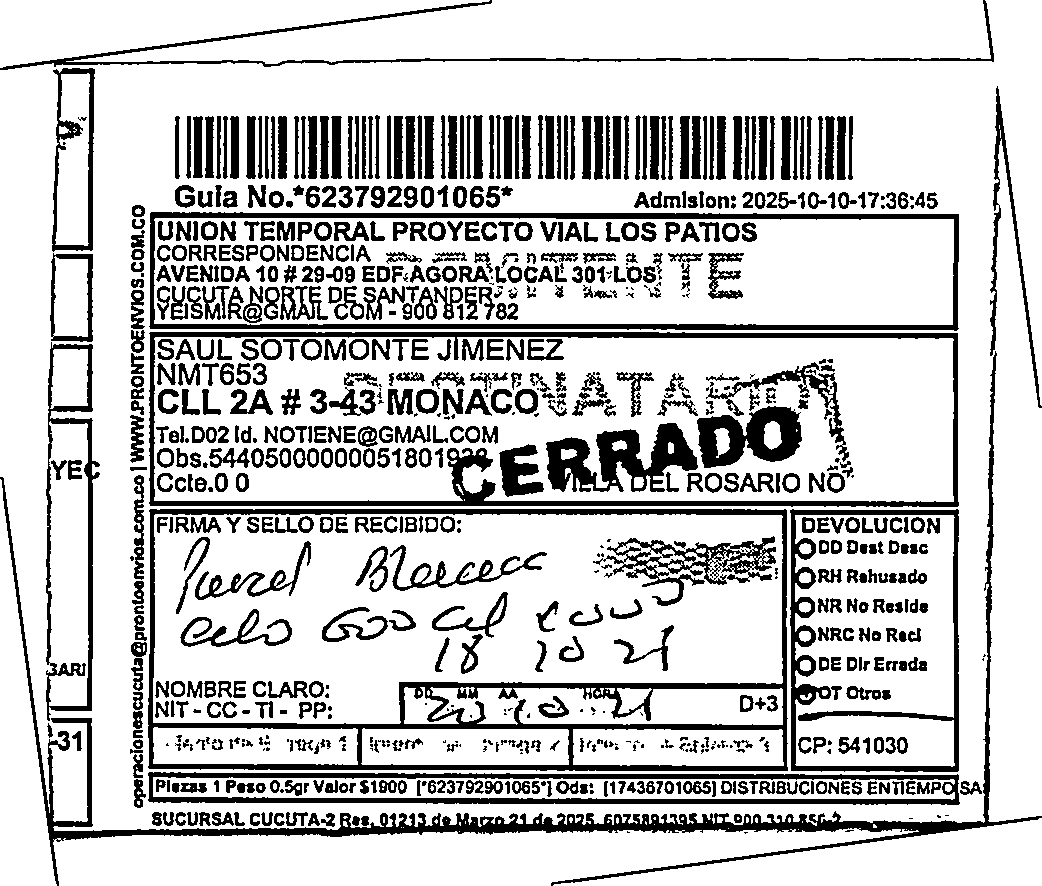 Guia No.*623792901065*
Admision: 2025-10-10-17:36:45
operacionescucuta@prontoenvios.com.co | WWW.PRONTOENVIOS.COM.CO
UNION TEMPORAL PROYECTO VIAL LOS PATIOS
CORRESPONDENCIA
AVENIDA 10 # 29-09 EDF.AGORA LOCAL 301 LOS
CUCUTA NORTE DE SANTANDER
YEISMIR@GMAIL COM - 900 812 782
SAUL SOTOMONTE JIMENEZ
NMT653
DESTINATARIO
CLL 2A # 3-43 MONACO
Tel.D02 Id. NOTIENE@GMAIL.COM
CERRADO
Ccte.0 0
VILLA DEL ROSARIO NO
FIRMA Y SELLO DE RECIBIDO:
18 10
NOMBRE CLARO:
NIT - CC - TI - PP:
DD MM AA HORA
D+3
DEVOLUCION
DD Dest Desc
RH Rehusado
NR No Reside
NRC No Reci
DE Dir Errada
OT Otros
CP: 541030
Piezas 1 Peso 0.5gr Valor $1900 [*623792901065*] Ods: [17436701065] DISTRIBUCIONES ENTIEMPO SA
SUCURSAL CUCUTA-2 Res. 01213 de Marzo 21 de 2025 6075891395 NIT
YEC
-31